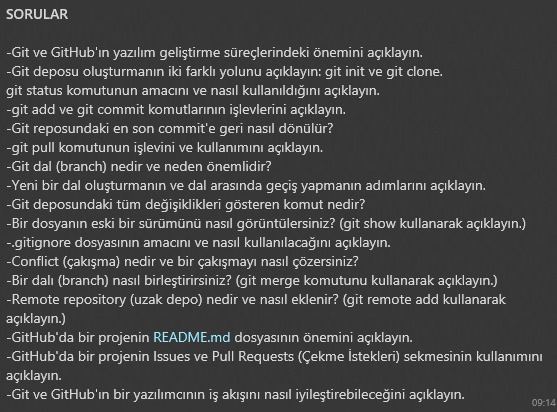 SORULAR
-Git ve GitHub'ın yazılım geliştirme süreçlerindeki önemini açıklayın.
-Git deposu oluşturmanın iki farklı yolunu açıklayın: git init ve git clone.
git status komutunun amacını ve nasıl kullanıldığını açıklayın.
-git add ve git commit komutlarının işlevlerini açıklayın.
-Git reposundaki en son commit'e geri nasıl dönülür?
-git pull komutunun işlevini ve kullanımını açıklayın.
-Git dal (branch) nedir ve neden önemlidir?
-Yeni bir dal oluşturmanın ve dal arasında geçiş yapmanın adımlarını açıklayın.
-Git deposundaki tüm değişiklikleri gösteren komut nedir?
-Bir dosyanın eski bir sürümünü nasıl görüntülersiniz? (git show kullanarak açıklayın.)
-.gitignore dosyasının amacını ve nasıl kullanılacağını açıklayın.
-Conflict (çakışma) nedir ve bir çakışmayı nasıl çözersiniz?
-Bir dalı (branch) nasıl birleştirirsiniz? (git merge komutunu kullanarak açıklayın.)
-Remote repository (uzak depo) nedir ve nasıl eklenir? (git remote add kullanarak
açıklayın.)
-GitHub'da bir projenin README.md dosyasının önemini açıklayın.
-GitHub'da bir projenin Issues ve Pull Requests (Çekme İstekleri) sekmesinin kullanımını
açıklayın.
-Git ve GitHub'ın bir yazılımcının iş akışını nasıl iyileştirebileceğini açıklayın.
09:14